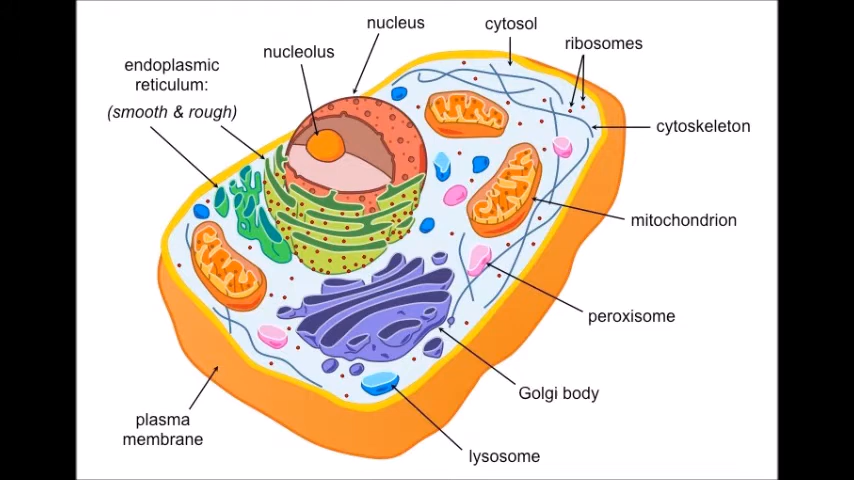 nucleus
cytosol
nucleolus
ribosomes
endoplasmic
reticulum:
(smooth & rough)
cytoskeleton
mitochondrion
peroxisome
Golgi body
plasma
membrane
lysosome